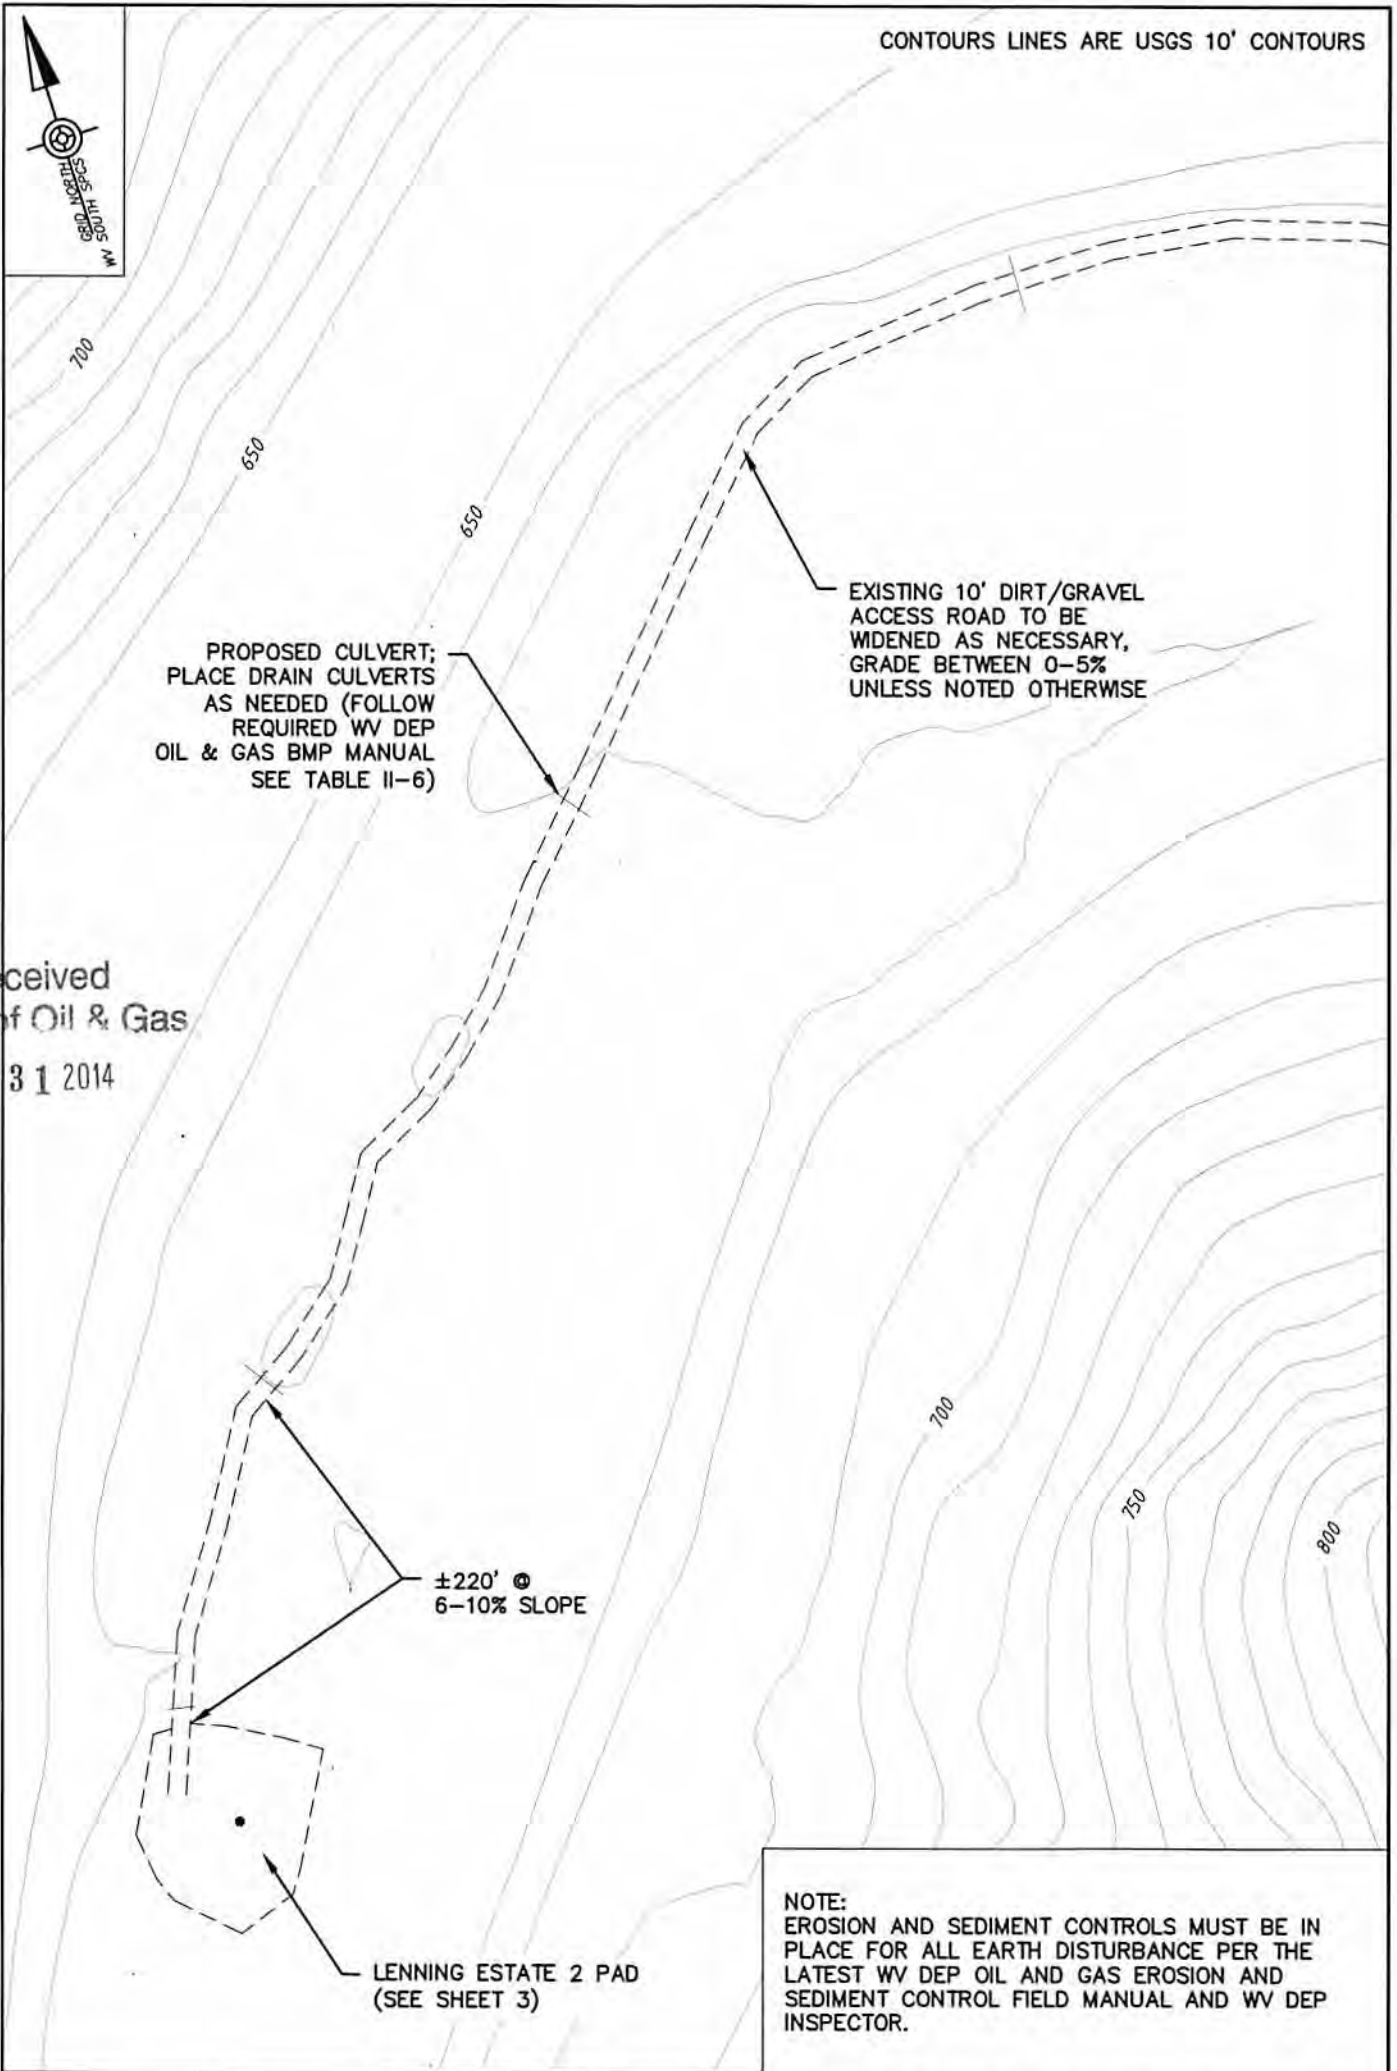 CONTOURS LINES ARE USGS 10' CONTOURS
GRID NORTH
WV SOUTH SPCS
700
650
650
EXISTING 10' DIRT/GRAVEL
ACCESS ROAD TO BE
WIDENED AS NECESSARY,
GRADE BETWEEN 0-5%
UNLESS NOTED OTHERWISE
PROPOSED CULVERT;
PLACE DRAIN CULVERTS
AS NEEDED (FOLLOW
REQUIRED WV DEP
OIL & GAS BMP MANUAL
SEE TABLE II-6)
ceived
of Oil & Gas
31 2014
700
750
800
±220' @
6-10% SLOPE
LENNING ESTATE 2 PAD
(SEE SHEET 3)
NOTE:
EROSION AND SEDIMENT CONTROLS MUST BE IN
PLACE FOR ALL EARTH DISTURBANCE PER THE
LATEST WV DEP OIL AND GAS EROSION AND
SEDIMENT CONTROL FIELD MANUAL AND WV DEP
INSPECTOR.